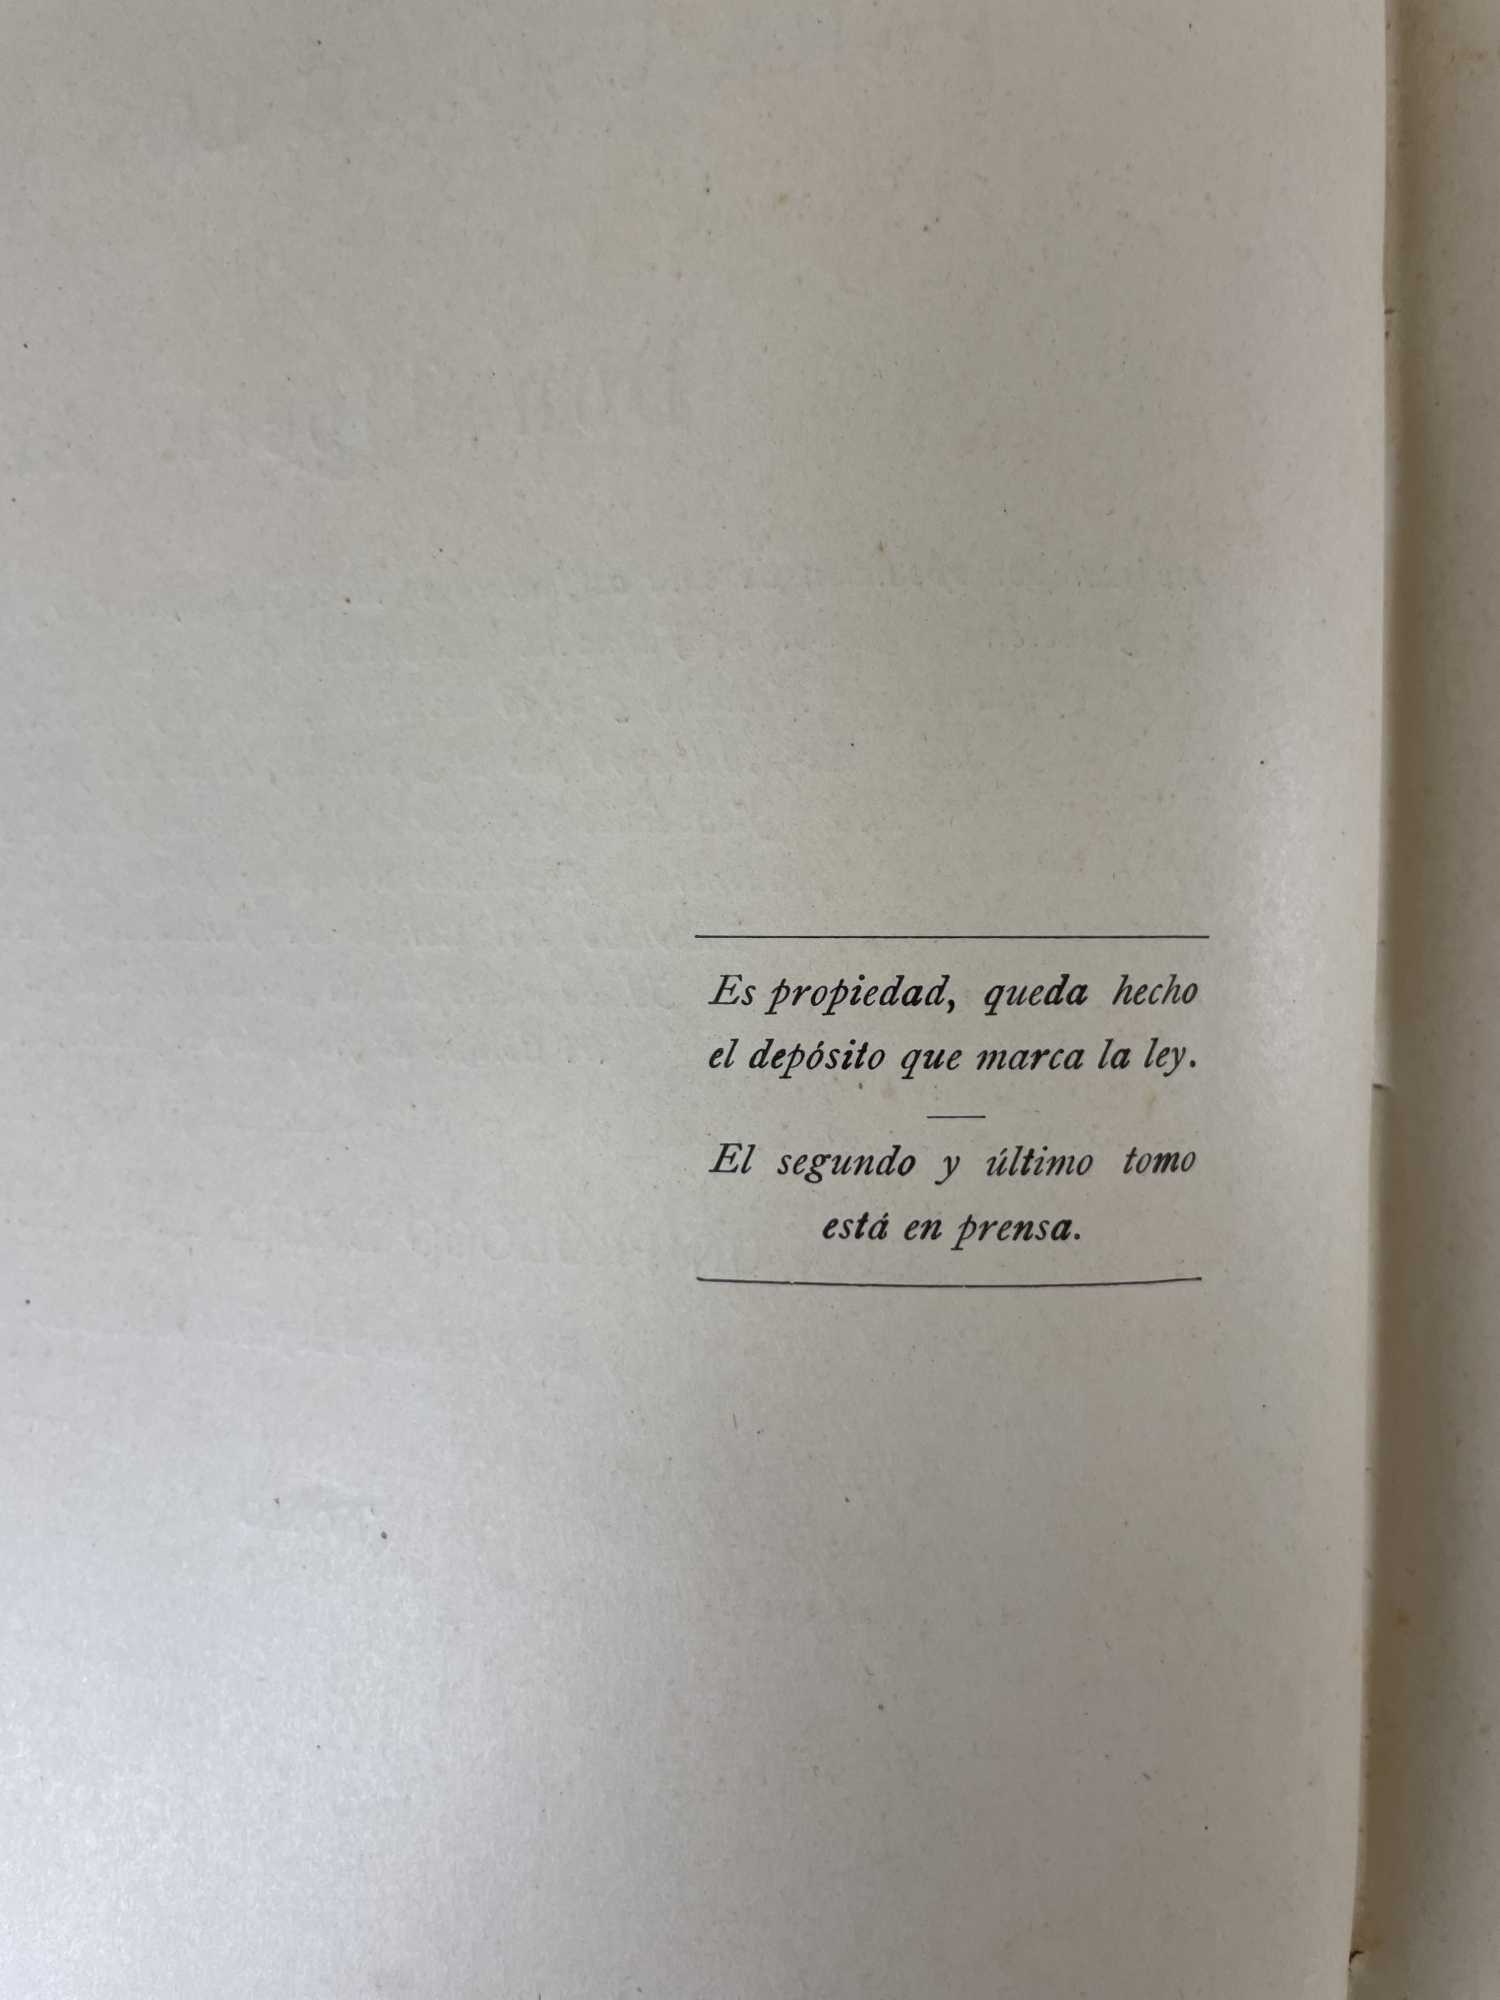 Es propiedad, queda hecho
el depósito que marca la ley.
El segundo y último tomo
está en prensa.